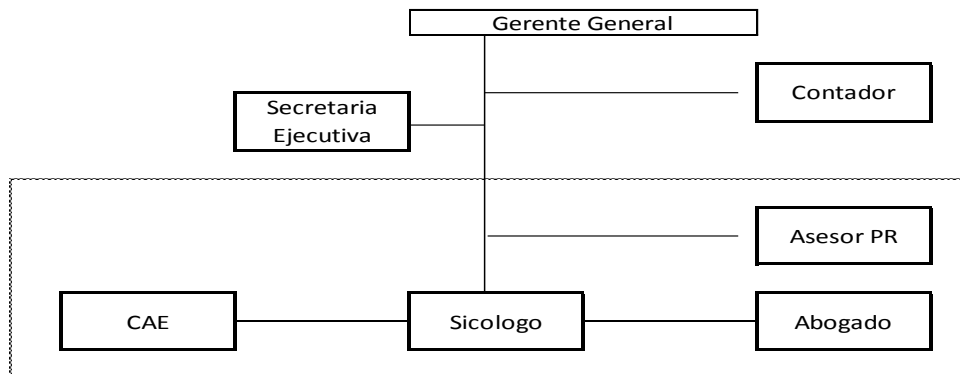 Gerente General
Contador
Secretaria
Ejecutiva
Asesor PR
CAE
Sicologo
Abogado